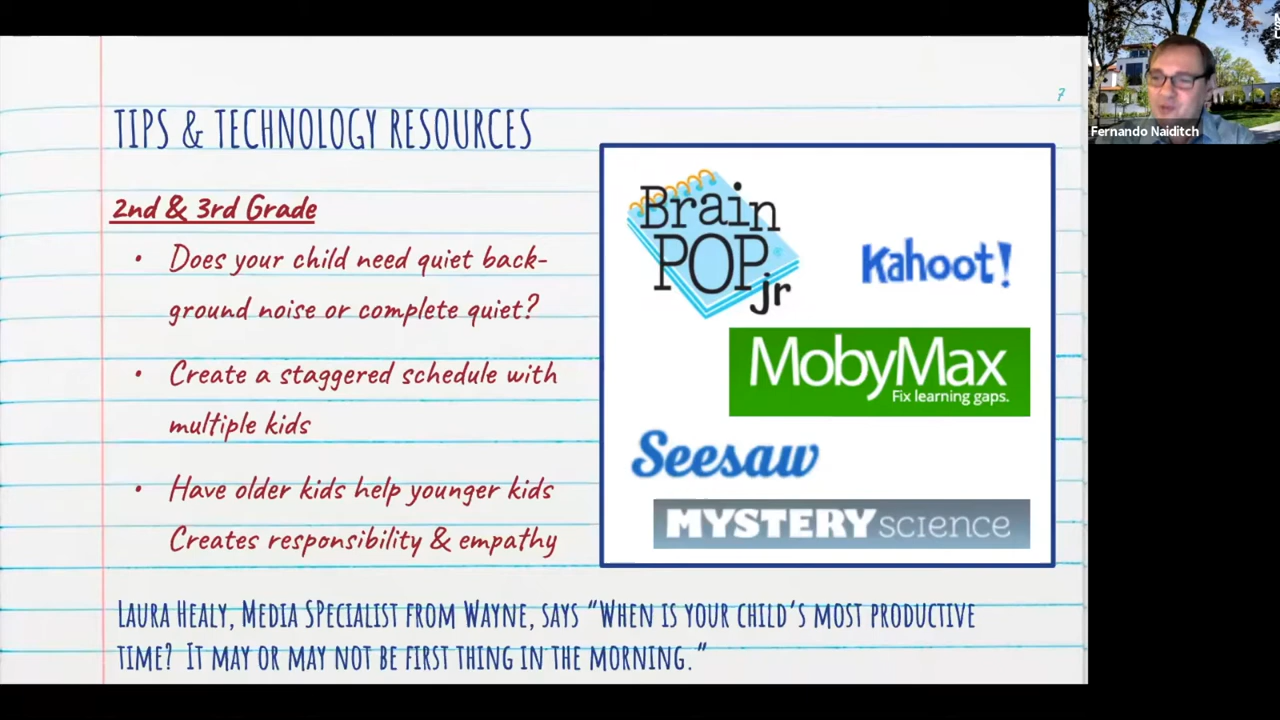 7
TIPS & TECHNOLOGY RESOURCES
2nd & 3rd Grade
• Does your child need quiet back-
ground noise or complete quiet?
• Create a staggered schedule with
multiple kids
• Have older kids help younger kids
Creates responsibility & empathy
Brain
POP
jr
Kahoot!
MobyMax
Fix learning gaps.
Seesaw
MYSTERY science
LAURA HEALY, MEDIA SPECIALIST FROM WAYNE, SAYS “WHEN IS YOUR CHILD’S MOST PRODUCTIVE
TIME? IT MAY OR MAY NOT BE FIRST THING IN THE MORNING.”
Fernando Naiditch